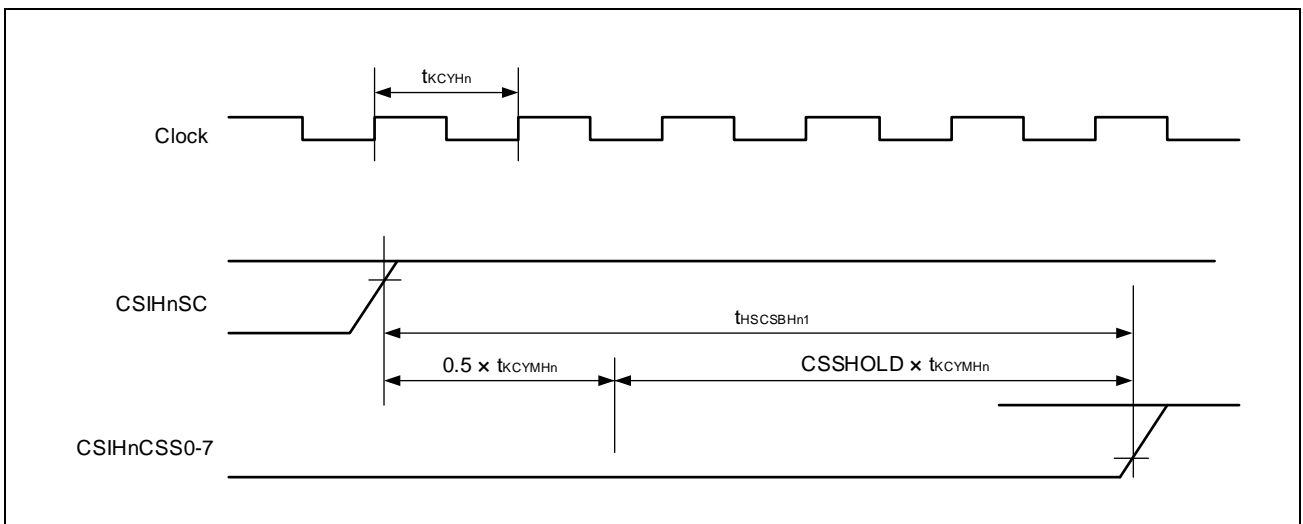 tKCYHn
Clock
CSIHnSC
tHSCSBHn1
0.5 × tKCYMHn
CSSHOLD × tKCYMHn
CSIHnCSS0-7